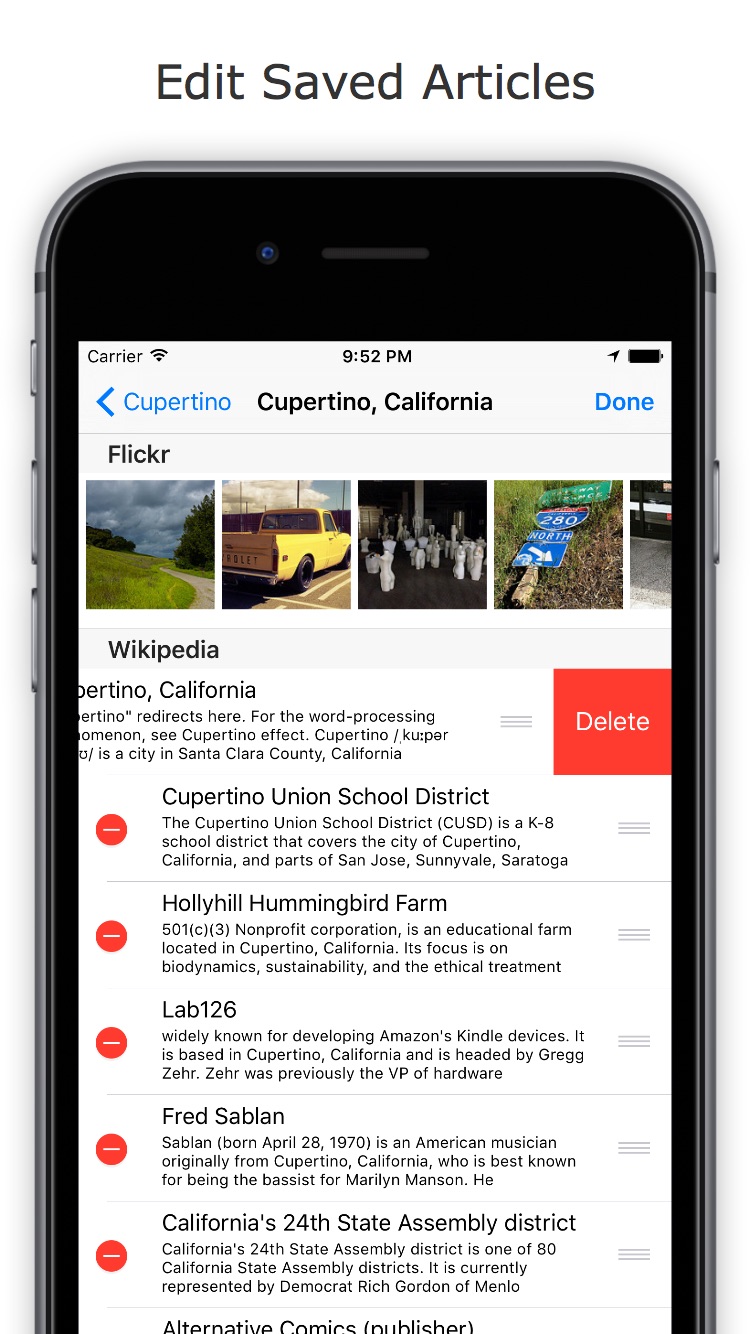 Edit Saved Articles
Carrier 9:52 PM
Cupertino Cupertino, California Done
Flickr
280
NORTH
Wikipedia
pertino, California
pertino" redirects here. For the word-processing
nomenon, see Cupertino effect. Cupertino /ˌkuːpər
ʊ/ is a city in Santa Clara County, California
Delete
Cupertino Union School District
The Cupertino Union School District (CUSD) is a K-8
school district that covers the city of Cupertino,
California, and parts of San Jose, Sunnyvale, Saratoga
Hollyhill Hummingbird Farm
501(c)(3) Nonprofit corporation, is an educational farm
located in Cupertino, California. Its focus is on
biodynamics, sustainability, and the ethical treatment
Lab126
widely known for developing Amazon's Kindle devices. It
is based in Cupertino, California and is headed by Gregg
Zehr. Zehr was previously the VP of hardware
Fred Sablan
Sablan (born April 28, 1970) is an American musician
originally from Cupertino, California, who is best known
for being the bassist for Marilyn Manson. He
California's 24th State Assembly district
California's 24th State Assembly district is one of 80
California State Assembly districts. It is currently
represented by Democrat Rich Gordon of Menlo
Alternative Comics (publisher)